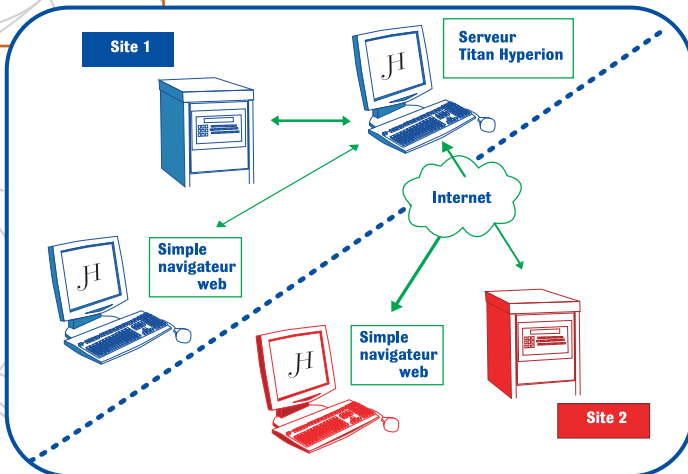 Site 1
Serveur
Titan Hyperion
H
Internet
Simple
navigateur
web
H
Simple
navigateur
web
H
Site 2